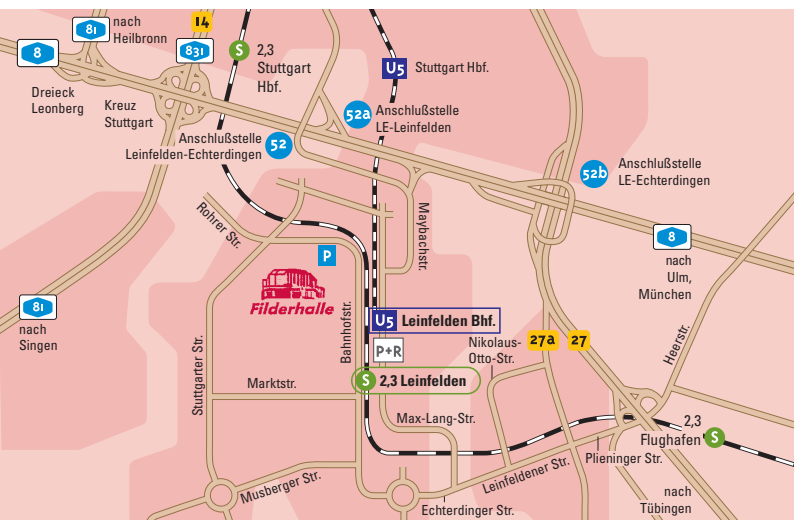 14
81
nach
Heilbronn
8
831
S
2,3
Stuttgart
Hbf.
U5
Stuttgart Hbf.
Dreieck
Leonberg
Kreuz
Stuttgart
52a
Anschlußstelle
LE-Leinfelden
Anschlußstelle
Leinfelden-Echterdingen
52
52b
Anschlußstelle
LE-Echterdingen
Rohrer Str.
Maybachstr.
8
nach
Ulm,
München
P
Filderhalle
81
nach
Singen
Stuttgarter Str.
Bahnhofstr.
U5
Leinfelden Bhf.
P+R
Nikolaus-
Otto-Str.
27a
27
Heerstr.
Marktstr.
S
2,3 Leinfelden
Max-Lang-Str.
2,3
Flughafen
S
Plieninger Str.
Leinfeldener Str.
Musberger Str.
Echterdinger Str.
nach
Tübingen